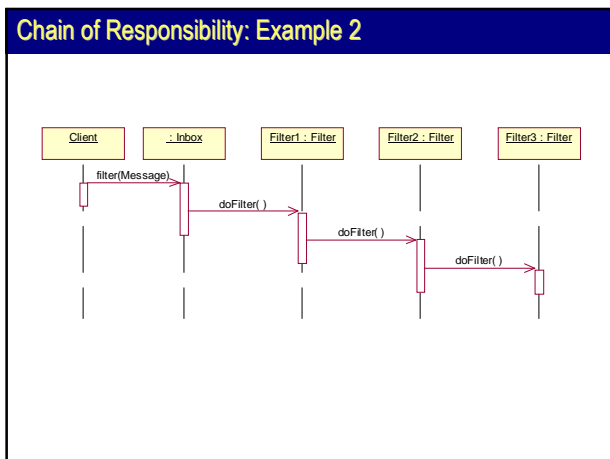 Chain of Responsibility: Example 2
Client
: Inbox
Filter1 : Filter
Filter2 : Filter
Filter3 : Filter
filter(Message)
doFilter( )
doFilter( )
doFilter( )